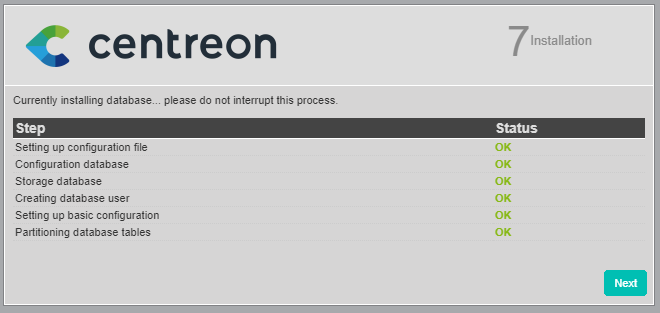 centreon
7 Installation
Currently installing database... please do not interrupt this process.
Step Status
Setting up configuration file OK
Configuration database OK
Storage database OK
Creating database user OK
Setting up basic configuration OK
Partitioning database tables OK
Next